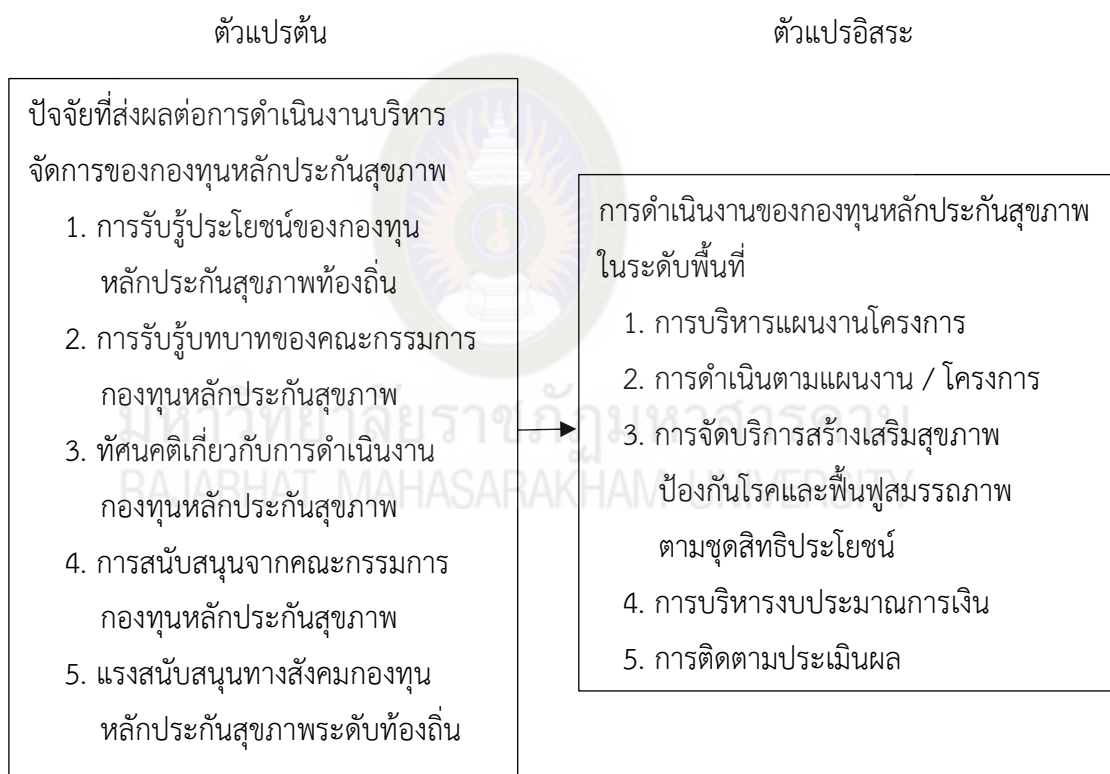 ตัวแปรต้น
ตัวแปรอิสระ
ปัจจัยที่ส่งผลต่อการดำเนินงานบริหาร
จัดการของกองทุนหลักประกันสุขภาพ
1. การรับรู้ประโยชน์ของกองทุน
หลักประกันสุขภาพท้องถิ่น
2. การรับรู้บทบาทของคณะกรรมการ
กองทุนหลักประกันสุขภาพ
3. ทัศนคติเกี่ยวกับการดำเนินงาน
กองทุนหลักประกันสุขภาพ
4. การสนับสนุนจากคณะกรรมการ
กองทุนหลักประกันสุขภาพ
5. แรงสนับสนุนทางสังคมกองทุน
หลักประกันสุขภาพระดับท้องถิ่น
การดำเนินงานของกองทุนหลักประกันสุขภาพ
ในระดับพื้นที่
1. การบริหารแผนงานโครงการ
2. การดำเนินตามแผนงาน / โครงการ
3. การจัดบริการสร้างเสริมสุขภาพ
ป้องกันโรคและฟื้นฟูสมรรถภาพ
ตามชุดสิทธิประโยชน์
4. การบริหารงบประมาณการเงิน
5. การติดตามประเมินผล
มหาวิทยาลัยราชภัฏมหาสารคาม
RAJABHAT MAHASARAKHAM UNIVERSITY